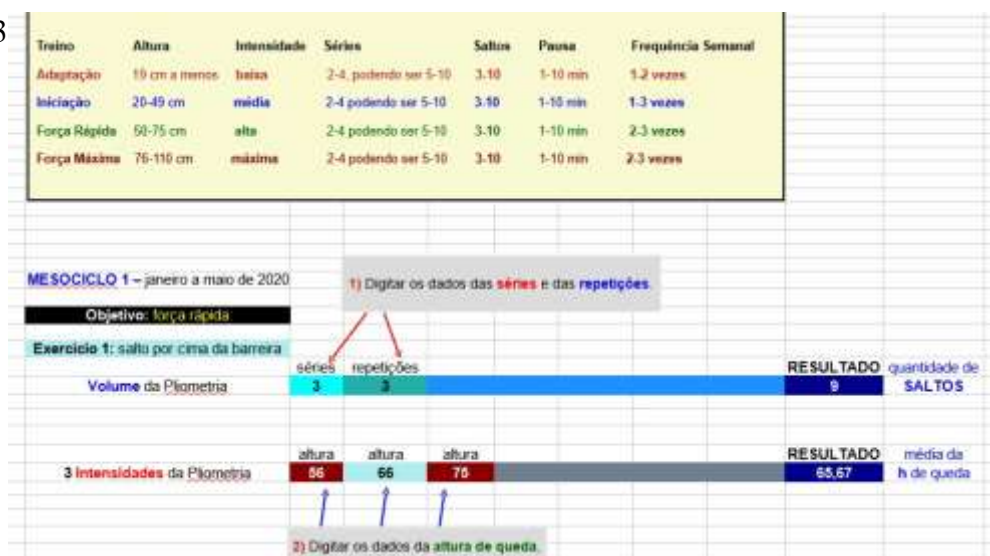 3
Treino Altura Intensidade Séries Saltos Pausa Frequência Semanal
Adaptação 19 cm a menos baixa 2-4, podendo ser 5-10 3-10 1-10 min 1-2 vezes
Iniciação 20-49 cm média 2-4 podendo ser 5-10 3-10 1-10 min 1-3 vezes
Força Rápida 50-75 cm alta 2-4 podendo ser 5-10 3-10 1-10 min 2-3 vezes
Força Máxima 76-110 cm máxima 2-4 podendo ser 5-10 3-10 1-10 min 2-3 vezes
MESOCICLO 1 – janeiro a maio de 2020
1) Digitar os dados das séries e das repetições
Objetivo: força rápida
Exercício 1: salto por cima da barreira
séries repetições RESULTADO quantidade de
Volume da Pliometria 3 3 9 SALTOS
altura altura altura RESULTADO média da
3 Intensidades da Pliometria 56 66 75 65,67 h de queda
2) Digitar os dados da altura de queda.